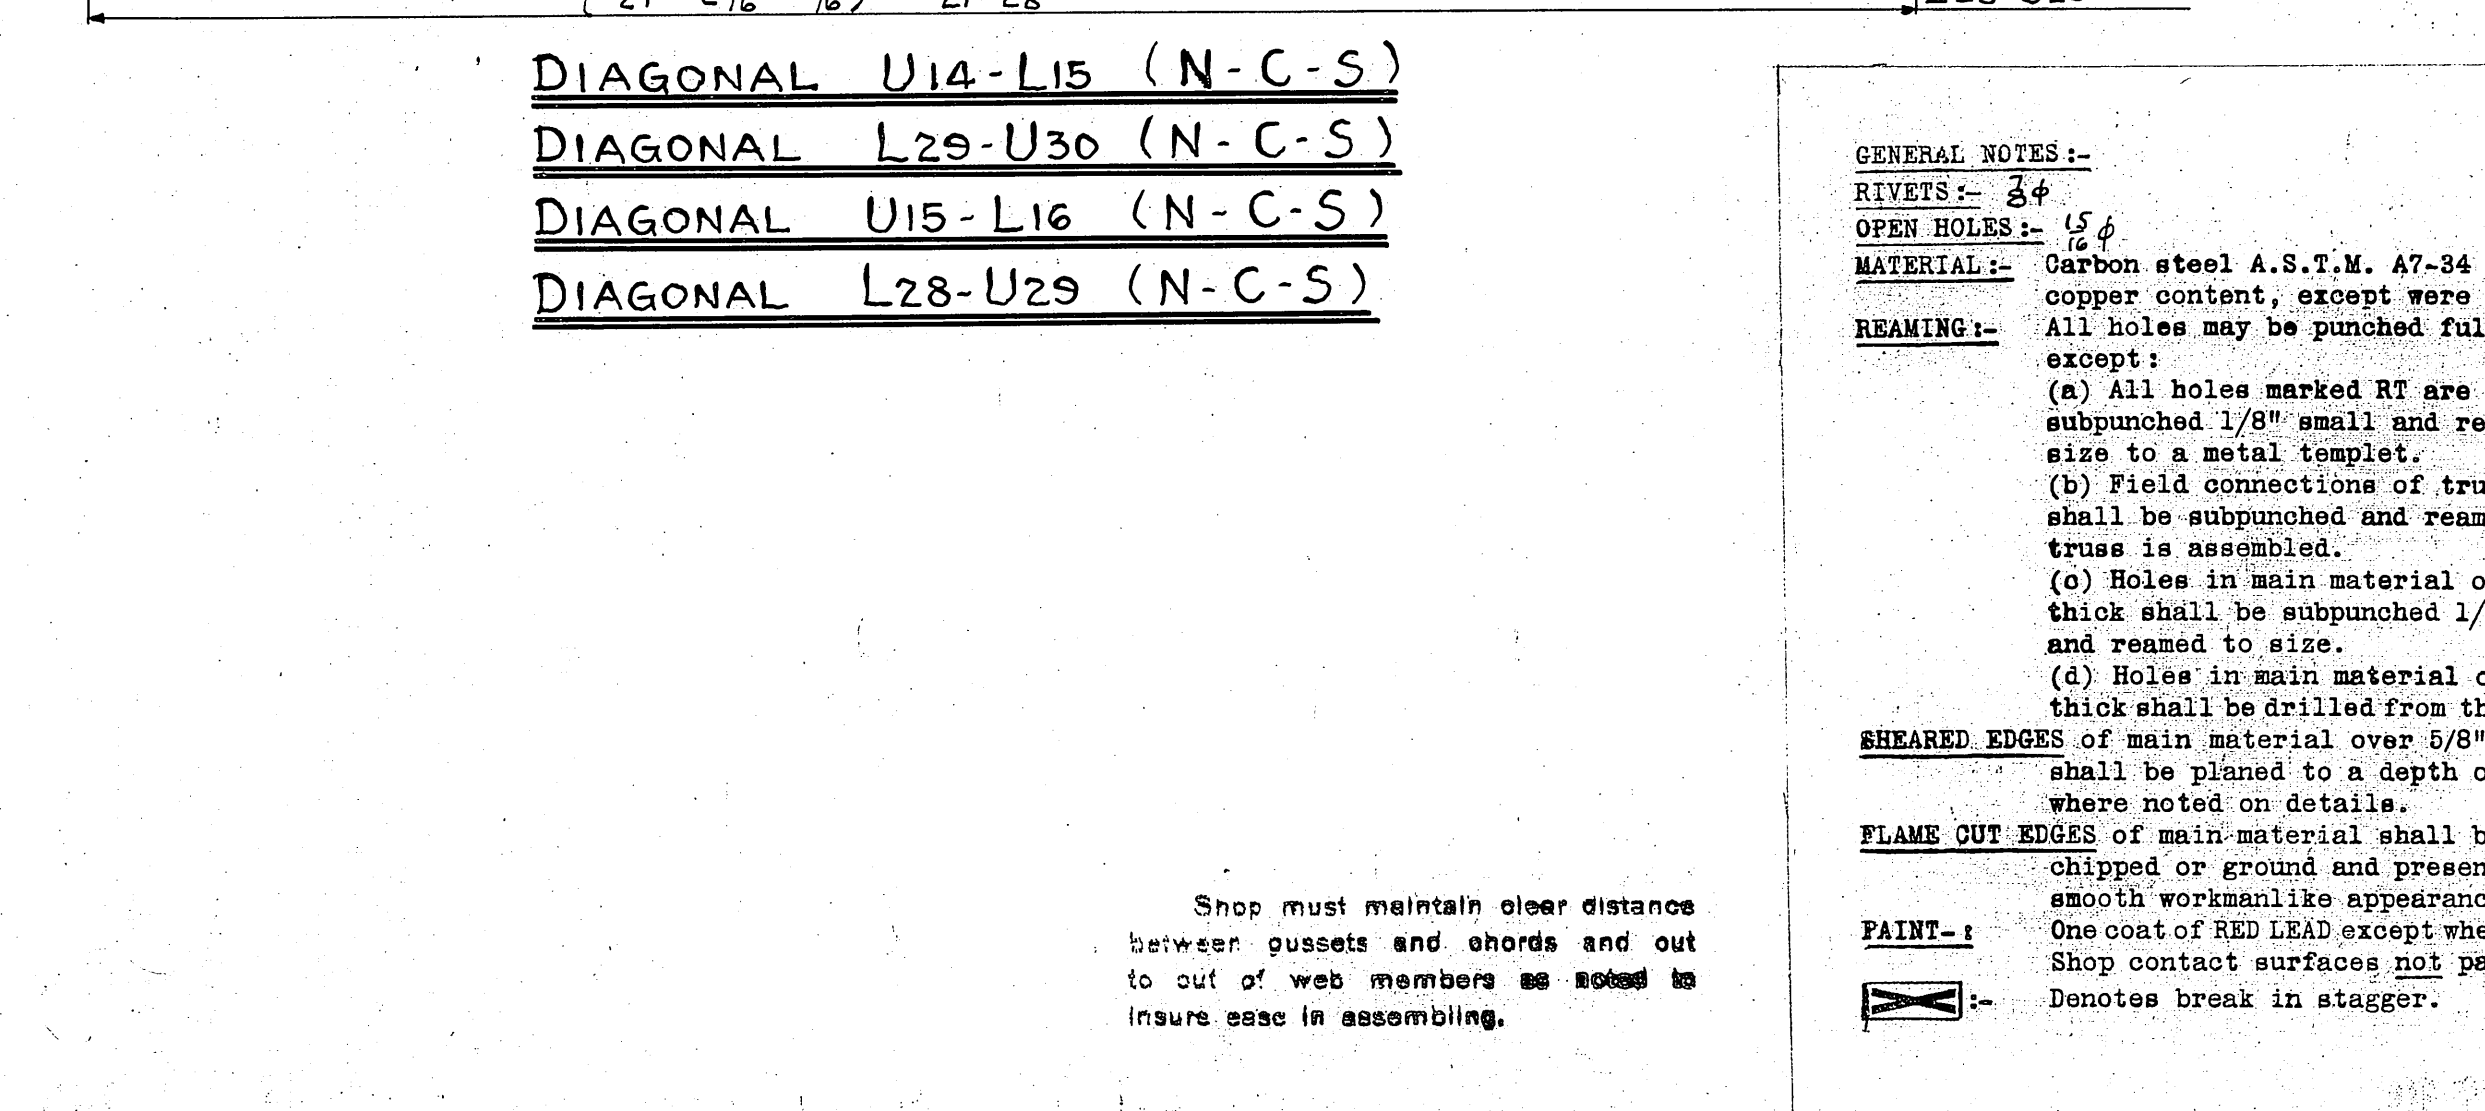 DIAGONAL U14-L15 (N-C-S)
DIAGONAL L29-U30 (N-C-S)
DIAGONAL U15-L16 (N-C-S)
DIAGONAL L28-U29 (N-C-S)
GENERAL NOTES:-
RIVETS:- 7/8 φ
OPEN HOLES:- 15/16 φ
MATERIAL:- Carbon steel A.S.T.M. A7-34
copper content, except were
REAMING:- All holes may be punched ful
except:
(a) All holes marked RT are
subpunched 1/8" small and re
size to a metal templet.
(b) Field connections of tru
shall be subpunched and ream
truss is assembled.
(c) Holes in main material o
thick shall be subpunched 1/
and reamed to size.
(d) Holes in main material o
thick shall be drilled from th
SHEARED EDGES of main material over 5/8"
shall be planed to a depth o
where noted on details.
FLAME CUT EDGES of main material shall b
chipped or ground and presen
smooth workmanlike appearanc
PAINT-: One coat of RED LEAD except whe
Shop contact surfaces not pa
:- Denotes break in stagger.
Shop must maintain clear distance
between gussets and chords and out
to out of web members as noted to
insure ease in assembling.